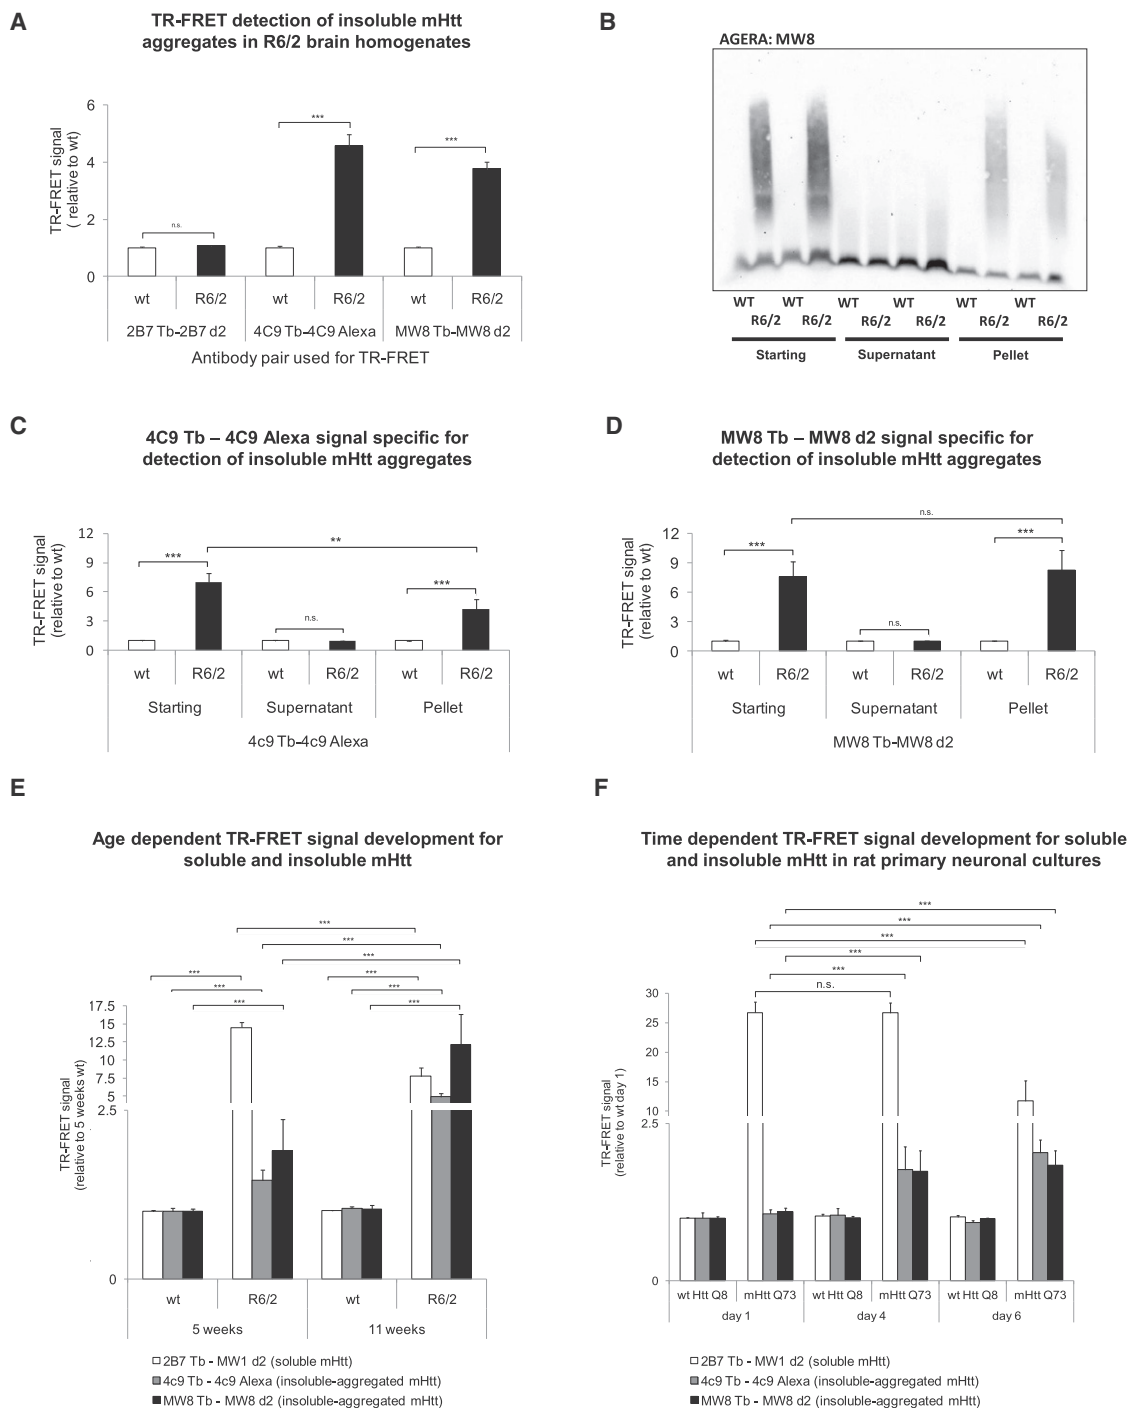 A
TR-FRET detection of insoluble mHtt
aggregates in R6/2 brain homogenates
TR-FRET signal
( relative to wt)
6
4
2
0
n.s.
***
***
wt
R6/2
wt
R6/2
wt
R6/2
2B7 Tb-2B7 d2
4C9 Tb-4C9 Alexa
MW8 Tb-MW8 d2
Antibody pair used for TR-FRET
B
AGERA: MW8
WT
WT
WT
WT
WT
WT
R6/2
R6/2
R6/2
R6/2
R6/2
R6/2
Starting
Supernatant
Pellet
C
4C9 Tb – 4C9 Alexa signal specific for
detection of insoluble mHtt aggregates
TR-FRET signal
(relative to wt)
12
9
6
3
0
***
**
n.s.
***
wt
R6/2
wt
R6/2
wt
R6/2
Starting
Supernatant
Pellet
4c9 Tb-4c9 Alexa
D
MW8 Tb – MW8 d2 signal specific for
detection of insoluble mHtt aggregates
TR-FRET signal
(relative to wt)
12
9
6
3
0
n.s.
***
n.s.
***
wt
R6/2
wt
R6/2
wt
R6/2
Starting
Supernatant
Pellet
MW8 Tb-MW8 d2
E
Age dependent TR-FRET signal development for
soluble and insoluble mHtt
TR-FRET signal
(relative to 5 weeks wt)
17.5
15
12.5
10
7.5
5
2.5
0
***
***
***
***
***
***
***
***
***
wt
R6/2
wt
R6/2
5 weeks
11 weeks
2B7 Tb - MW1 d2 (soluble mHtt)
4c9 Tb - 4c9 Alexa (insoluble-aggregated mHtt)
MW8 Tb - MW8 d2 (insoluble-aggregated mHtt)
F
Time dependent TR-FRET signal development for soluble
and insoluble mHtt in rat primary neuronal cultures
TR-FRET signal
(relative to wt day 1)
30
25
20
15
10
2.5
0
***
***
***
***
***
n.s.
wt Htt Q8
mHtt Q73
wt Htt Q8
mHtt Q73
wt Htt Q8
mHtt Q73
day 1
day 4
day 6
2B7 Tb - MW1 d2 (soluble mHtt)
4c9 Tb - 4c9 Alexa (insoluble-aggregated mHtt)
MW8 Tb - MW8 d2 (insoluble-aggregated mHtt)